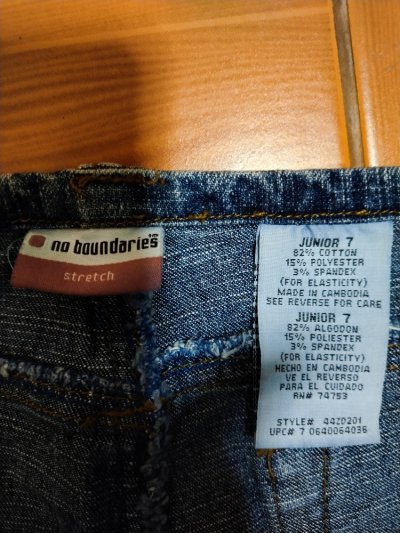 no boundaries
stretch
JUNIOR 7
82% COTTON
15% POLYESTER
3% SPANDEX
(FOR ELASTICITY)
MADE IN CAMBODIA
SEE REVERSE FOR CARE
JUNIOR 7
82% ALGODON
15% POLIESTER
3% SPANDEX
(FOR ELASTICITY)
HECHO EN CAMBODIA
VE EL REVERSO
PARA EL CUIDADO
RN# 74753
STYLE# 44Z0201
UPC# 7 0640064036